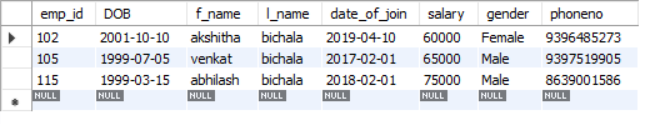 emp_id DOB f_name l_name date_of_join salary gender phoneno
102 2001-10-10 akshitha bichala 2019-04-10 60000 Female 9396485273
105 1999-07-05 venkat bichala 2017-02-01 65000 Male 9397519905
115 1999-03-15 abhilash bichala 2018-02-01 75000 Male 8639001586
NULL NULL NULL NULL NULL NULL NULL NULL